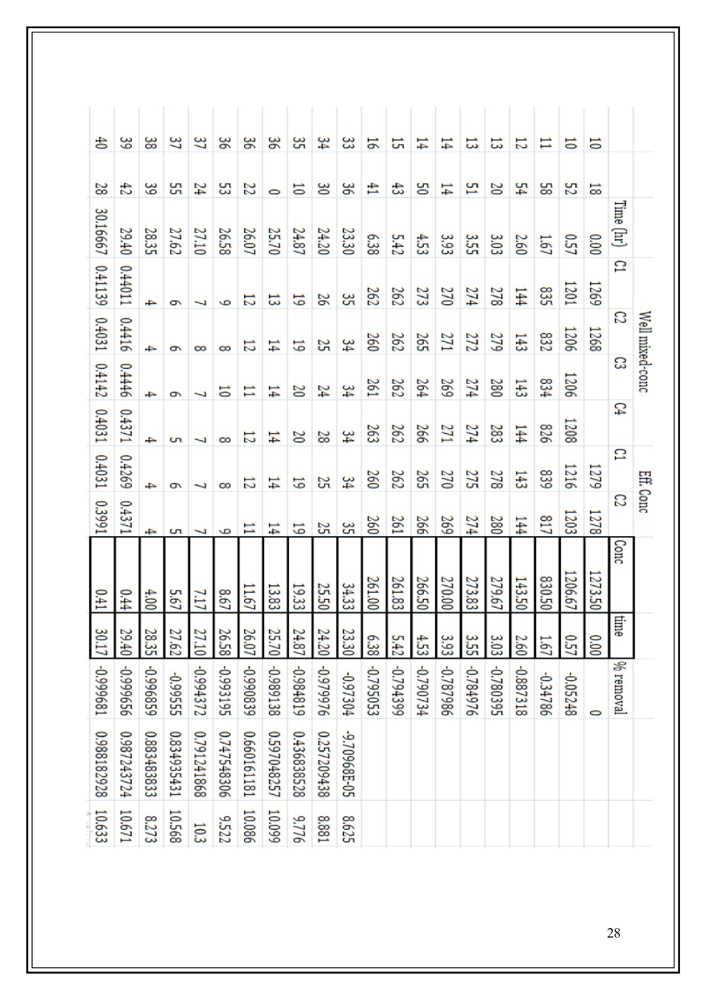 Well mixed-conc Eff. Conc
Time (hr) C1 C2 C3 C4 C1 C2 Conc time % removal
10 18 0.00 1269 1268 1279 1278 1273.50 0.00 0
10 52 0.57 1201 1206 1206 1208 1216 1203 1206.67 0.57 -0.05248
11 58 1.67 835 832 834 826 839 817 830.50 1.67 -0.34786
12 54 2.60 144 143 143 144 143 144 143.50 2.60 -0.887318
13 20 3.03 278 279 280 283 278 280 279.67 3.03 -0.780395
13 51 3.55 274 272 274 274 275 274 273.83 3.55 -0.784976
14 14 3.93 270 271 269 271 270 269 270.00 3.93 -0.787986
14 50 4.53 273 265 264 266 265 266 266.50 4.53 -0.790734
15 43 5.42 262 262 262 262 262 261 261.83 5.42 -0.794399
16 41 6.38 262 260 261 263 260 260 261.00 6.38 -0.795053
33 36 23.30 35 34 34 34 34 35 34.33 23.30 -0.97304 -9.70968E-05 8.625
34 30 24.20 26 25 24 28 25 25 25.50 24.20 -0.979976 0.257209438 8.881
35 10 24.87 19 19 20 20 19 19 19.33 24.87 -0.984819 0.436838528 9.776
36 0 25.70 13 14 14 14 14 14 13.83 25.70 -0.989138 0.597048257 10.099
36 22 26.07 12 12 11 12 12 11 11.67 26.07 -0.990839 0.660161181 10.086
36 53 26.58 9 8 10 8 8 9 8.67 26.58 -0.993195 0.747548306 9.522
37 24 27.10 7 8 7 7 7 7 7.17 27.10 -0.994372 0.791241868 10.3
37 55 27.62 6 6 6 5 6 5 5.67 27.62 -0.99555 0.834935431 10.568
38 39 28.35 4 4 4 4 4 4 4.00 28.35 -0.996859 0.883483833 8.273
39 42 29.40 0.44011 0.4416 0.4446 0.4371 0.4269 0.4371 0.44 29.40 -0.999656 0.987243724 10.671
40 28 30.16667 0.41139 0.4031 0.4142 0.4031 0.4031 0.3991 0.41 30.17 -0.999681 0.988182928 10.633
28